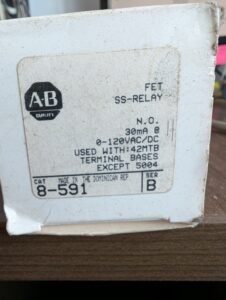 FET
SS-RELAY
AB
QUALITY
N.O.
30mA @
0-120VAC/DC
USED WITH:42MTB
TERMINAL BASES
EXCEPT 5004
CAT
MADE IN THE DOMINICAN REP
SER
8-591
B